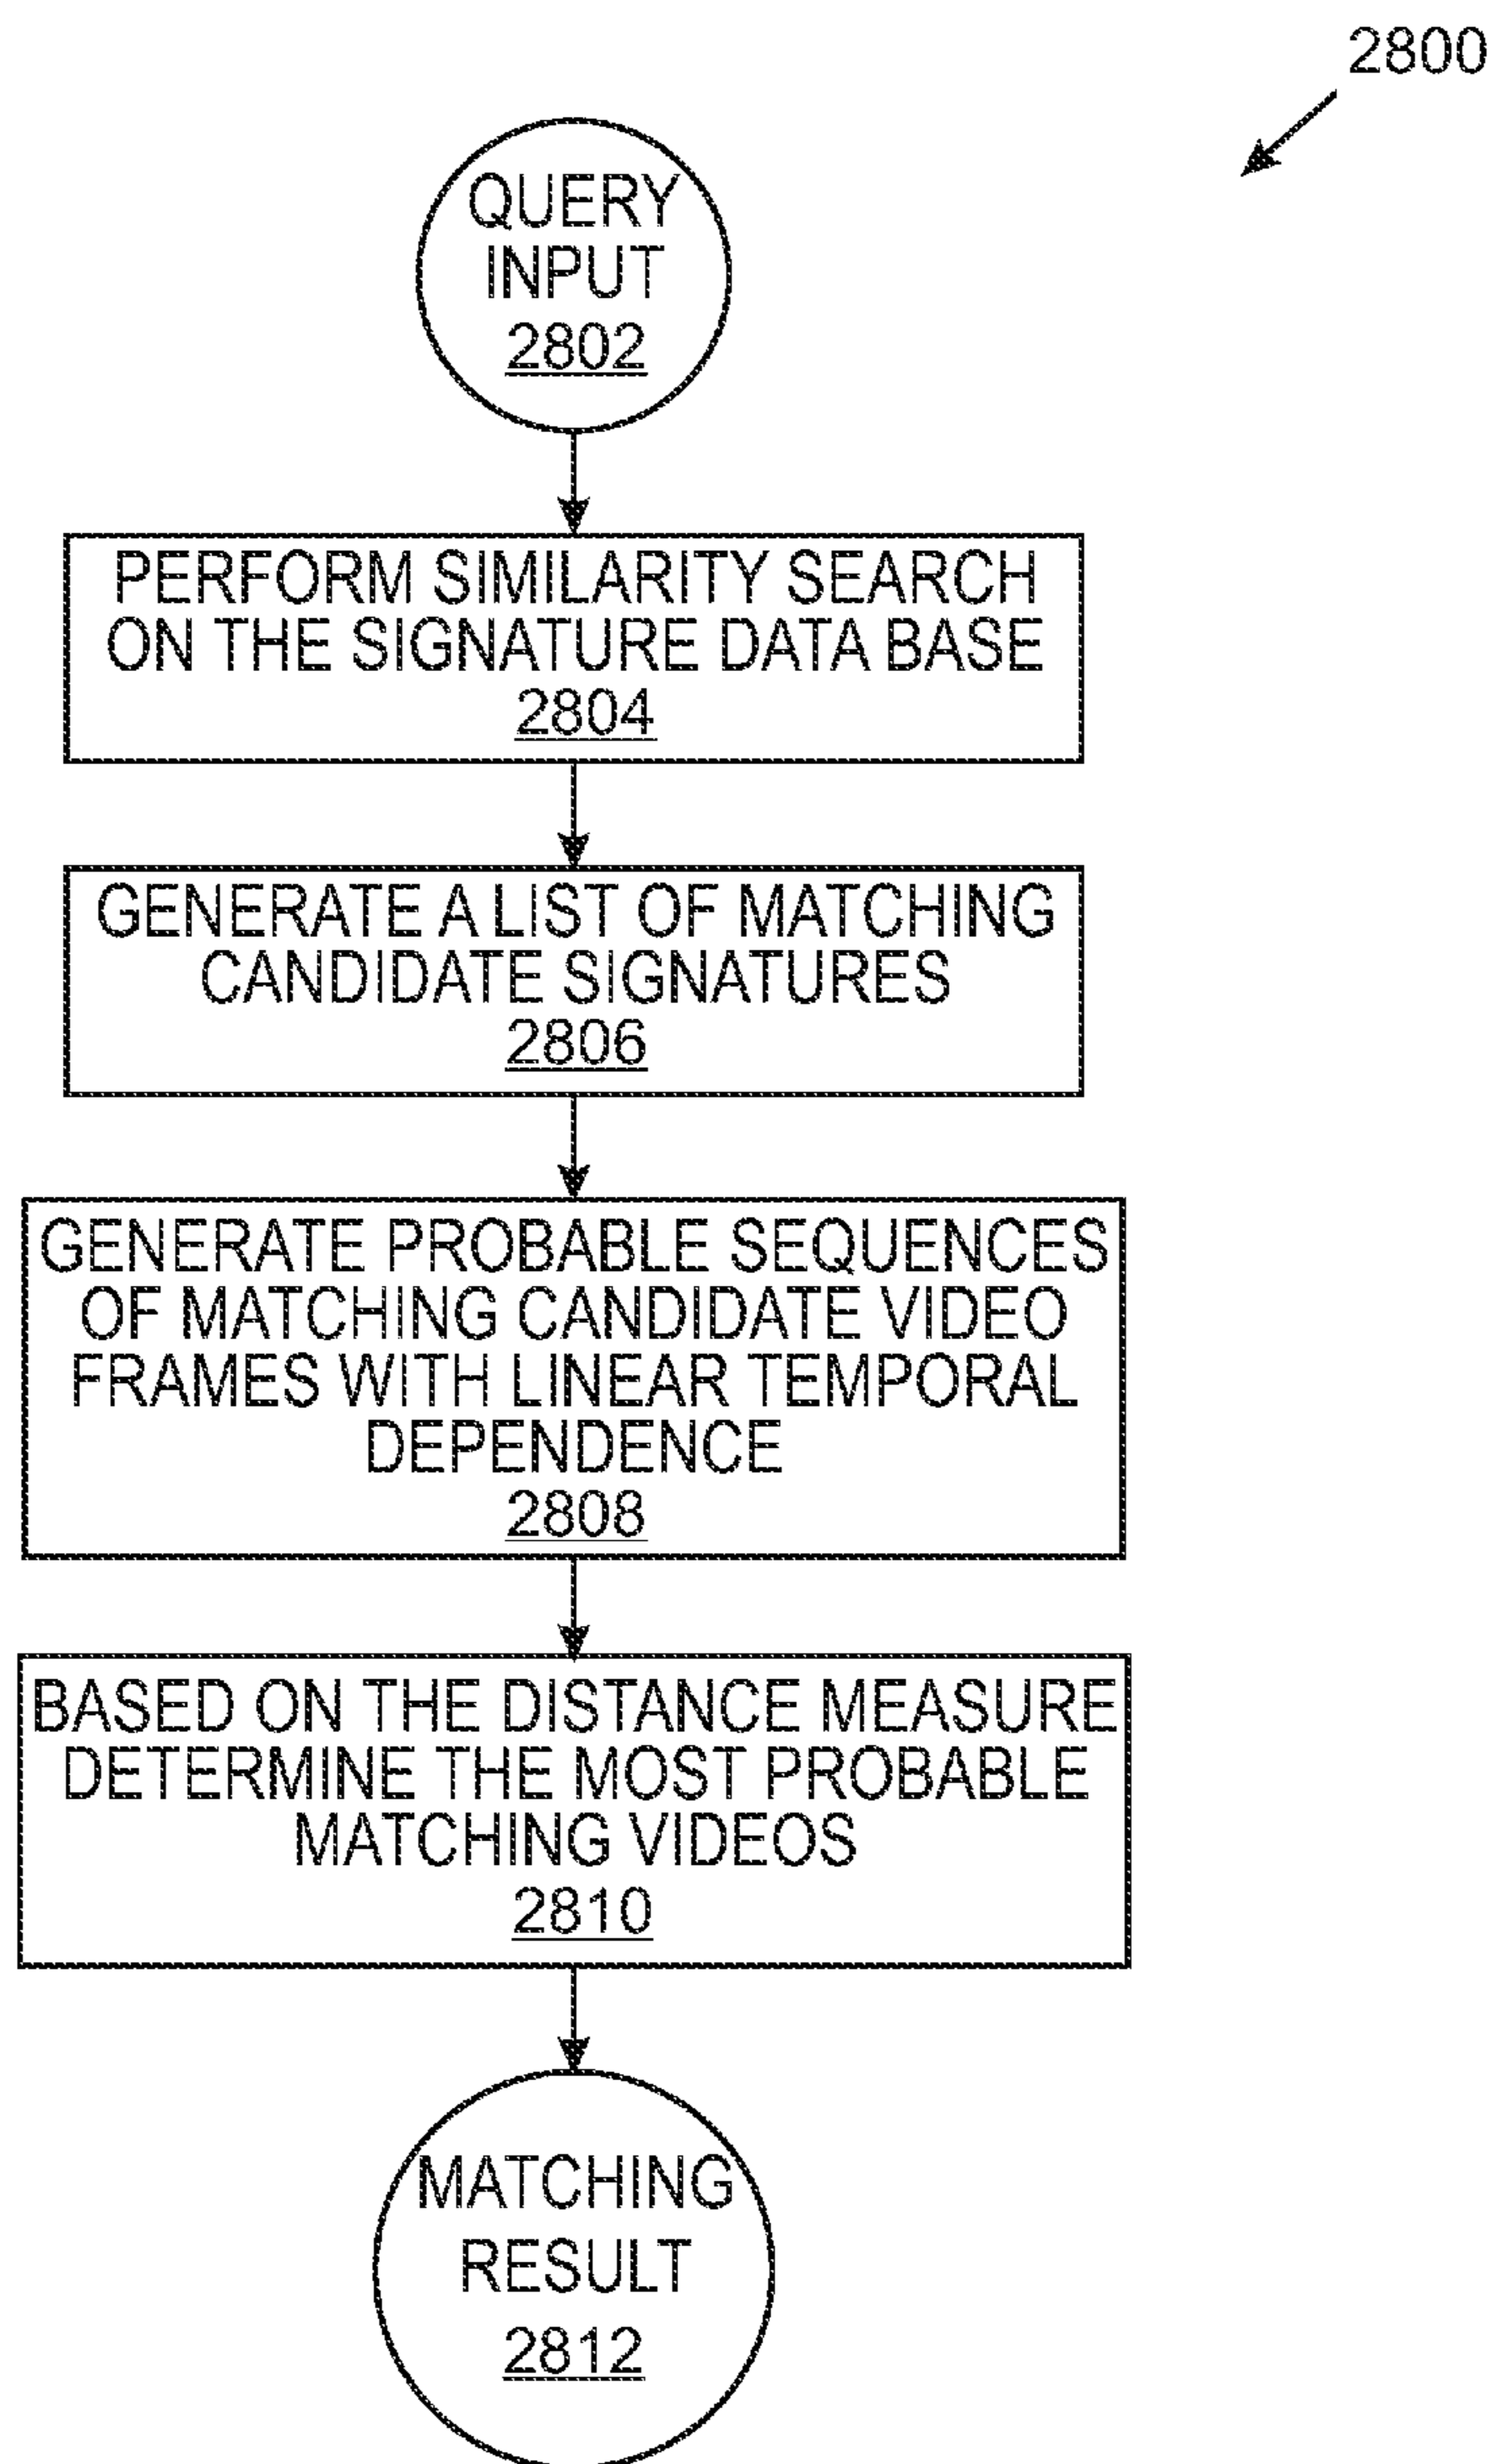 2800
QUERY
INPUT
2802
PERFORM SIMILARITY SEARCH
ON THE SIGNATURE DATA BASE
2804
GENERATE A LIST OF MATCHING
CANDIDATE SIGNATURES
2806
GENERATE PROBABLE SEQUENCES
OF MATCHING CANDIDATE VIDEO
FRAMES WITH LINEAR TEMPORAL
DEPENDENCE
2808
BASED ON THE DISTANCE MEASURE
DETERMINE THE MOST PROBABLE
MATCHING VIDEOS
2810
MATCHING
RESULT
2812